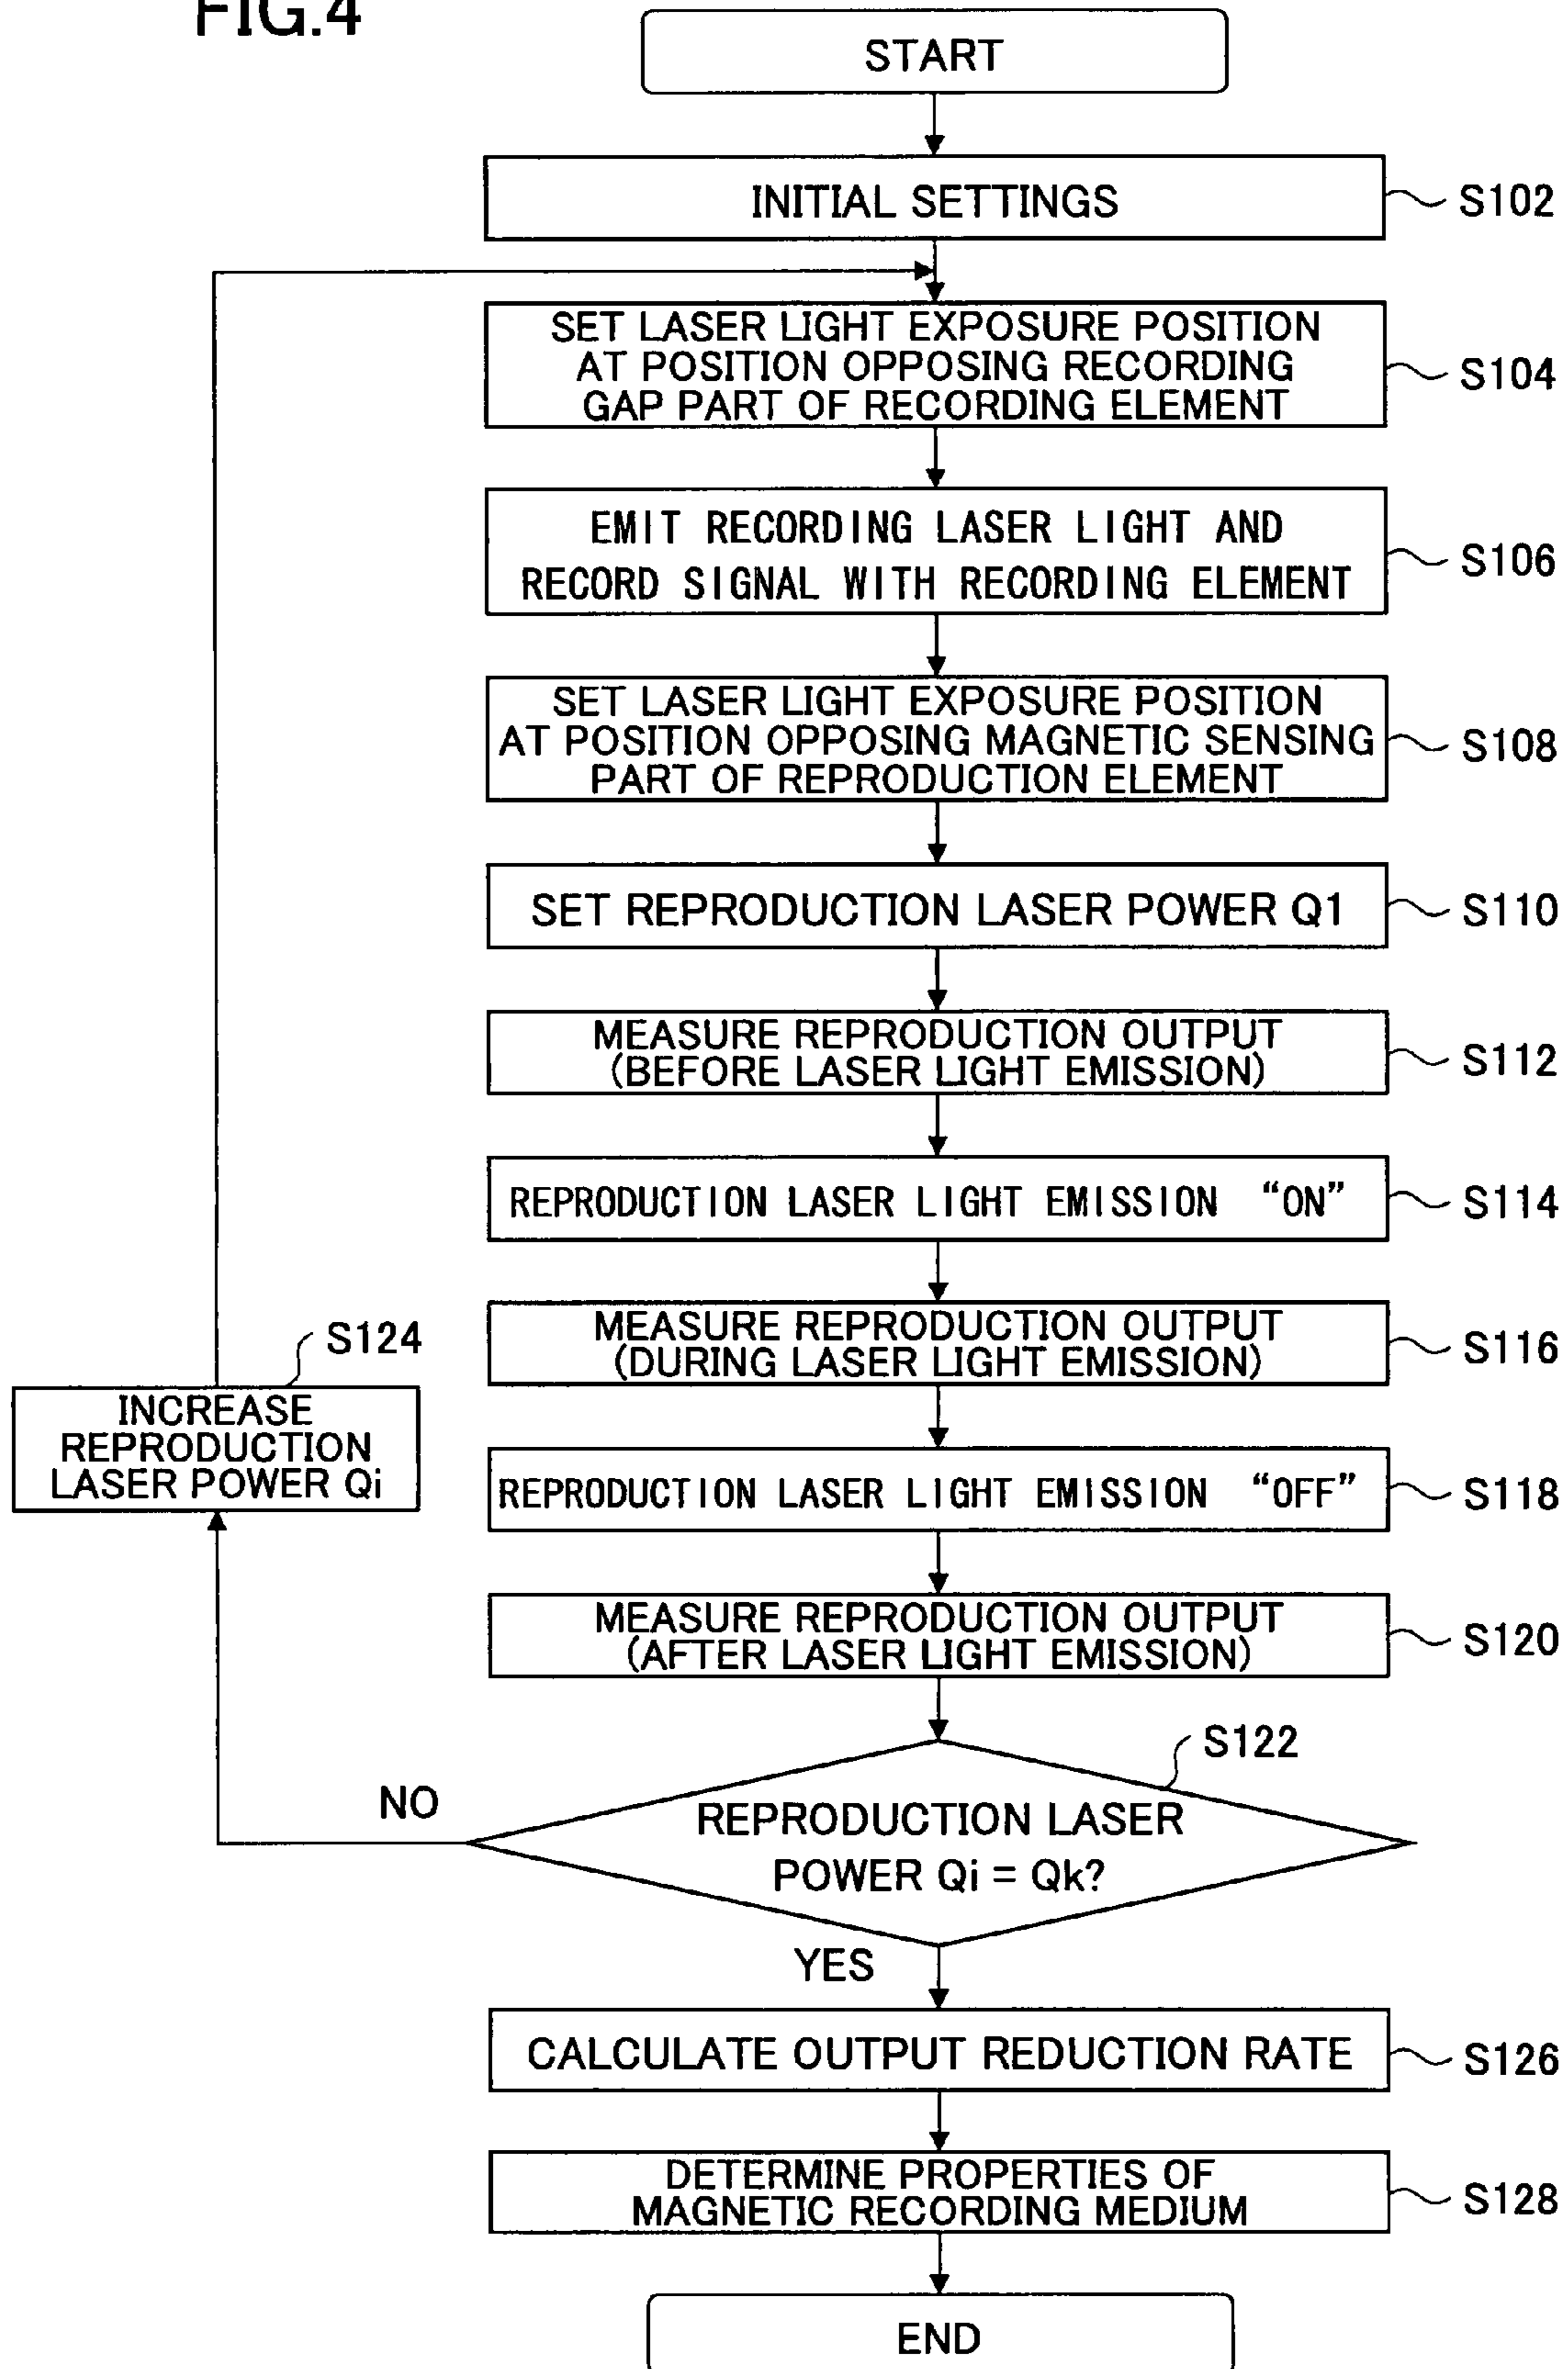 FIG.4
START
INITIAL SETTINGS
S102
SET LASER LIGHT EXPOSURE POSITION
AT POSITION OPPOSING RECORDING
GAP PART OF RECORDING ELEMENT
S104
EMIT RECORDING LASER LIGHT AND
RECORD SIGNAL WITH RECORDING ELEMENT
S106
SET LASER LIGHT EXPOSURE POSITION
AT POSITION OPPOSING MAGNETIC SENSING
PART OF REPRODUCTION ELEMENT
S108
SET REPRODUCTION LASER POWER Q1
S110
MEASURE REPRODUCTION OUTPUT
(BEFORE LASER LIGHT EMISSION)
S112
REPRODUCTION LASER LIGHT EMISSION “ON”
S114
MEASURE REPRODUCTION OUTPUT
(DURING LASER LIGHT EMISSION)
S116
S124
INCREASE
REPRODUCTION
LASER POWER Qi
REPRODUCTION LASER LIGHT EMISSION “OFF”
S118
MEASURE REPRODUCTION OUTPUT
(AFTER LASER LIGHT EMISSION)
S120
S122
NO
REPRODUCTION LASER
POWER Qi = Qk?
YES
CALCULATE OUTPUT REDUCTION RATE
S126
DETERMINE PROPERTIES OF
MAGNETIC RECORDING MEDIUM
S128
END